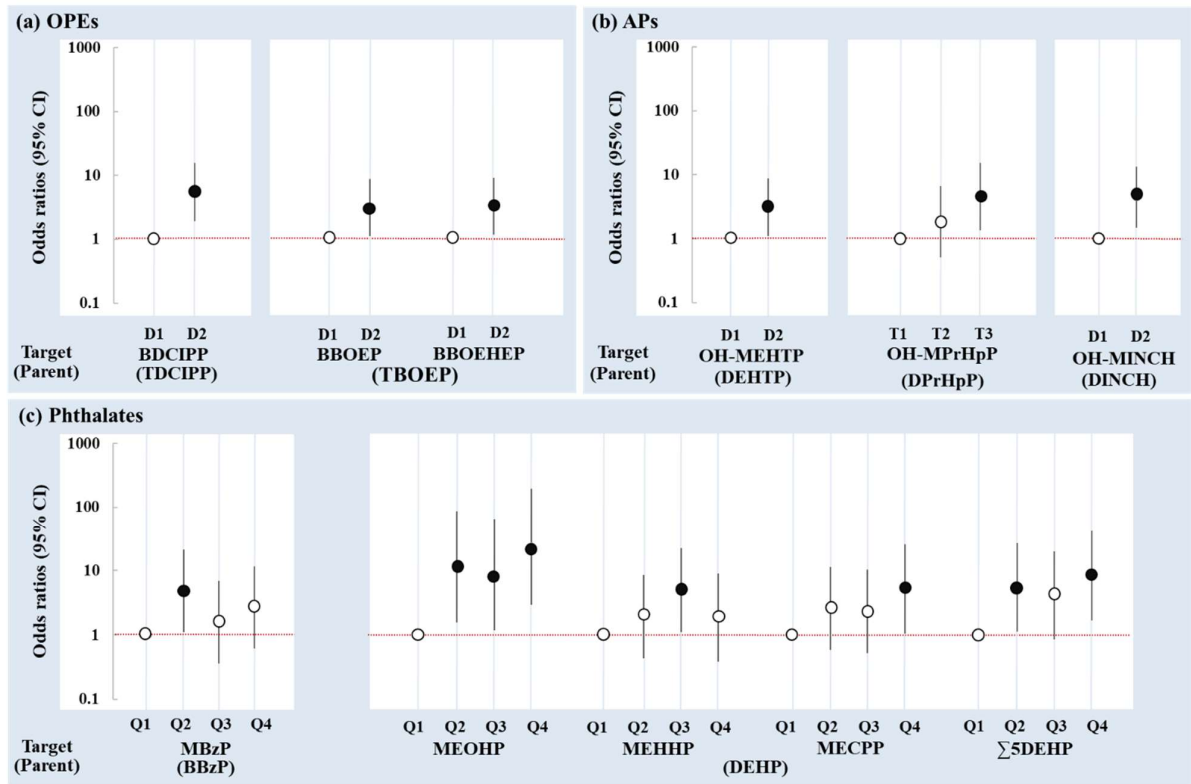 (a) OPEs
Odds ratios (95% CI)
1000
100
10
1
0.1
D1 D2 D1 D2 D1 D2
Target BDCIPP BBOEP BBOEHEP
(Parent) (TDCIPP) (TBOEP)
(b) APs
Odds ratios (95% CI)
1000
100
10
1
0.1
D1 D2 T1 T2 T3 D1 D2
Target OH-MEHTP OH-MPrHpP OH-MINCH
(Parent) (DEHTP) (DPrHpP) (DINCH)
(c) Phthalates
Odds ratios (95% CI)
1000
100
10
1
0.1
Q1 Q2 Q3 Q4 Q1 Q2 Q3 Q4 Q1 Q2 Q3 Q4 Q1 Q2 Q3 Q4 Q1 Q2 Q3 Q4
Target MBzP MEOHP MEHHP MECPP ∑5DEHP
(Parent) (BBzP) (DEHP)